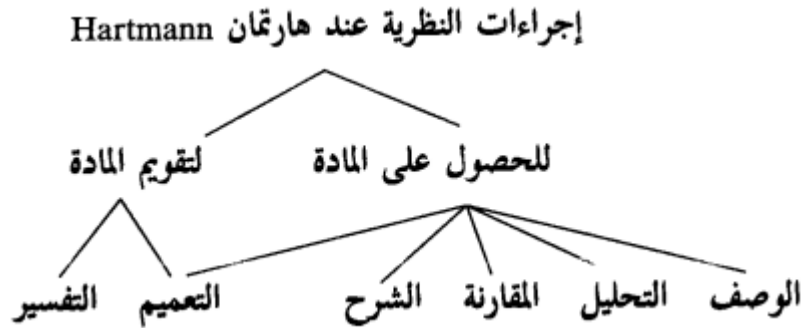 إجراءات النظرية عند هارتمان Hartmann
للحصول على المادة لتقويم المادة
الوصف التحليل المقارنة الشرح التعميم التفسير